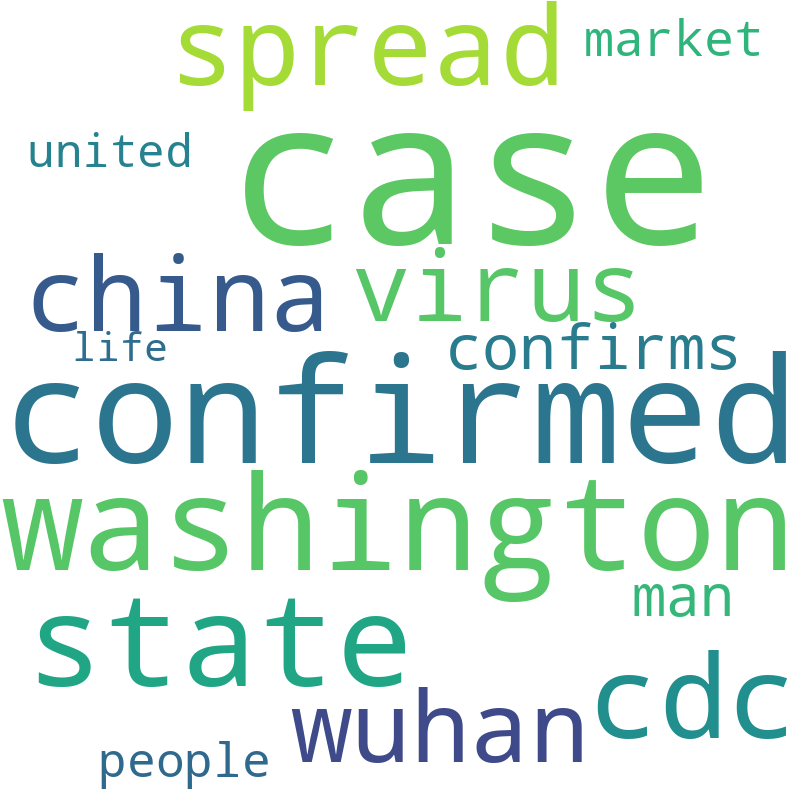 spread
market
united
case
china
virus
life
confirms
confirmed
washington
man
state
cdc
wuhan
people